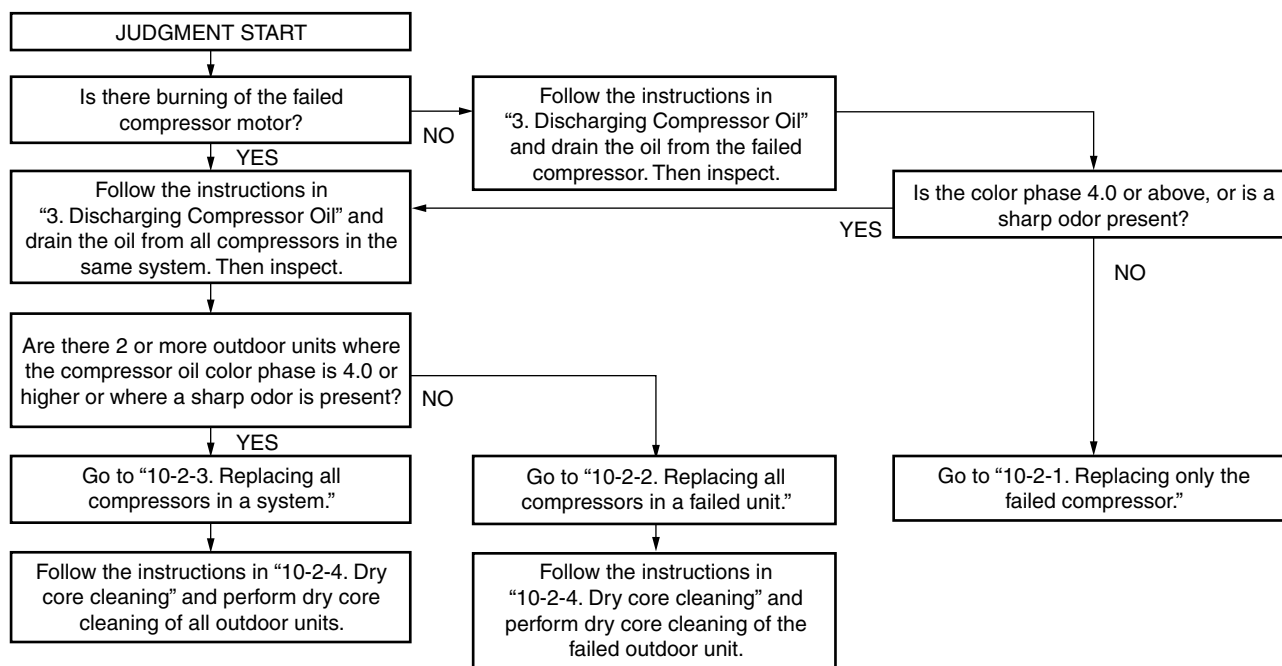 JUDGMENT START
Is there burning of the failed
compressor motor?
NO
YES
Follow the instructions in
“3. Discharging Compressor Oil”
and drain the oil from the failed
compressor. Then inspect.
Is the color phase 4.0 or above, or is a
sharp odor present?
YES
NO
Follow the instructions in
“3. Discharging Compressor Oil” and
drain the oil from all compressors in the
same system. Then inspect.
Are there 2 or more outdoor units where
the compressor oil color phase is 4.0 or
higher or where a sharp odor is present?
NO
YES
Go to “10-2-3. Replacing all
compressors in a system.”
Go to “10-2-2. Replacing all
compressors in a failed unit.”
Go to “10-2-1. Replacing only the
failed compressor.”
Follow the instructions in “10-2-4. Dry
core cleaning” and perform dry core
cleaning of all outdoor units.
Follow the instructions in
“10-2-4. Dry core cleaning” and
perform dry core cleaning of the
failed outdoor unit.